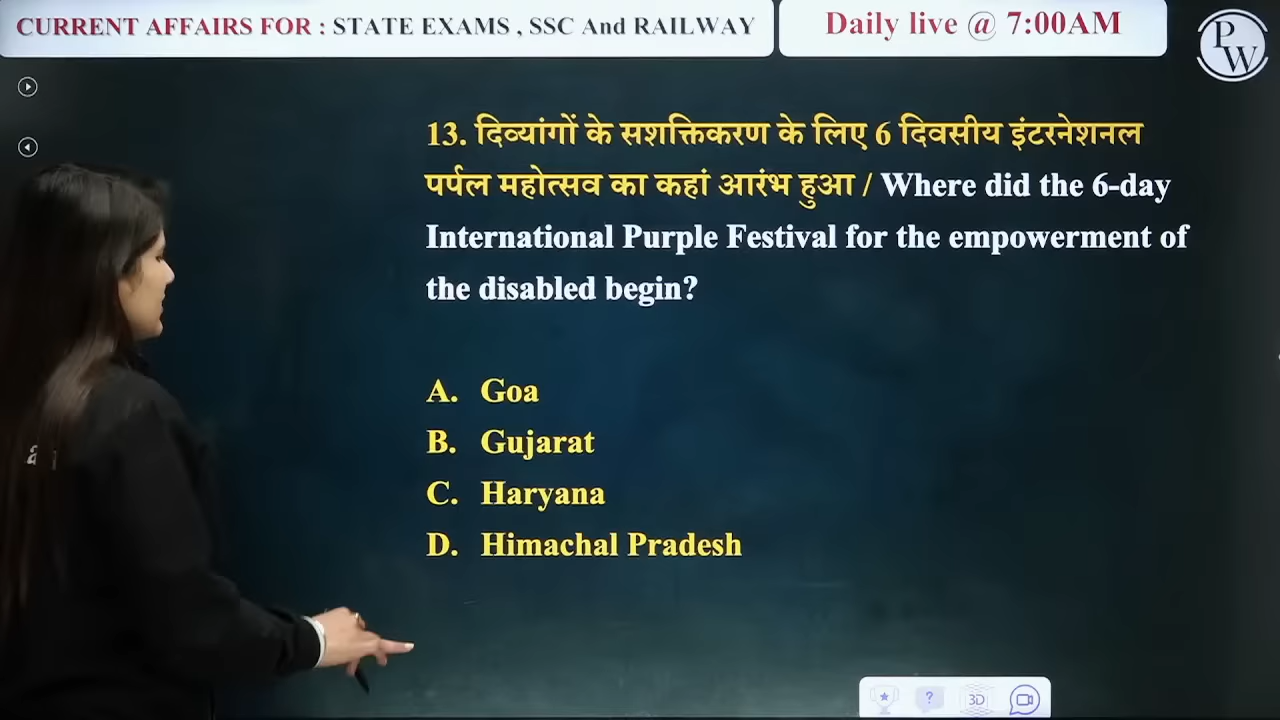 CURRENT AFFAIRS FOR : STATE EXAMS , SSC And RAILWAY
Daily live @ 7:00AM
PW
13. दिव्यांगों के सशक्तिकरण के लिए 6 दिवसीय इंटरनेशनल
पर्पल महोत्सव का कहां आरंभ हुआ / Where did the 6-day
International Purple Festival for the empowerment of
the disabled begin?
A. Goa
B. Gujarat
C. Haryana
D. Himachal Pradesh
?
3D